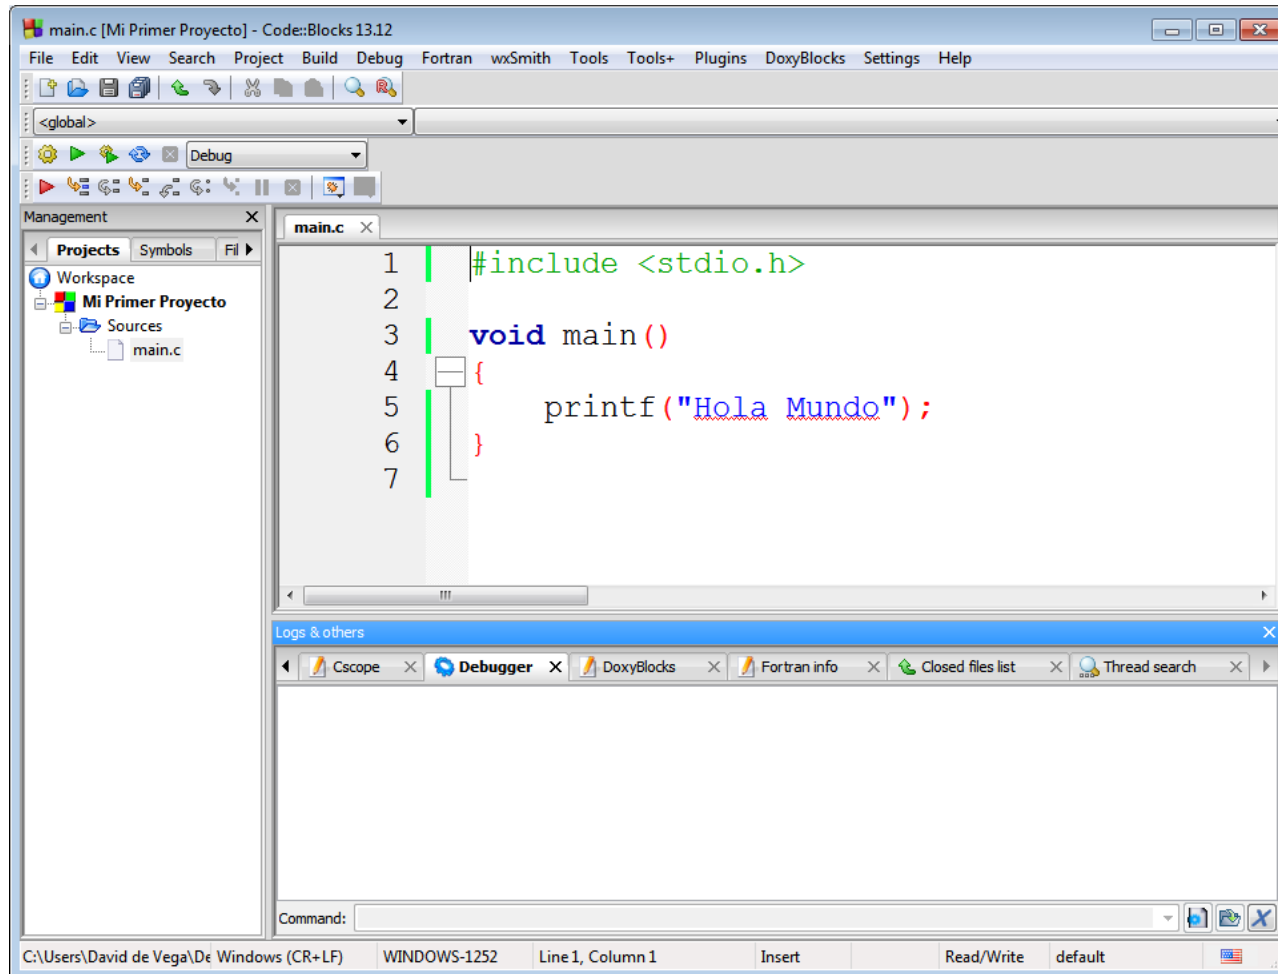 main.c [Mi Primer Proyecto] - Code::Blocks 13.12
File Edit View Search Project Build Debug Fortran wxSmith Tools Tools+ Plugins DoxyBlocks Settings Help
<global>
Debug
Management
Projects Symbols Fil
Workspace
Mi Primer Proyecto
Sources
main.c
main.c
1 #include <stdio.h>
2
3 void main()
4 {
5 printf("Hola Mundo");
6 }
7
Logs & others
Cscope Debugger DoxyBlocks Fortran info Closed files list Thread search
Command:
C:\Users\David de Vega\De Windows (CR+LF) WINDOWS-1252 Line 1, Column 1 Insert Read/Write default